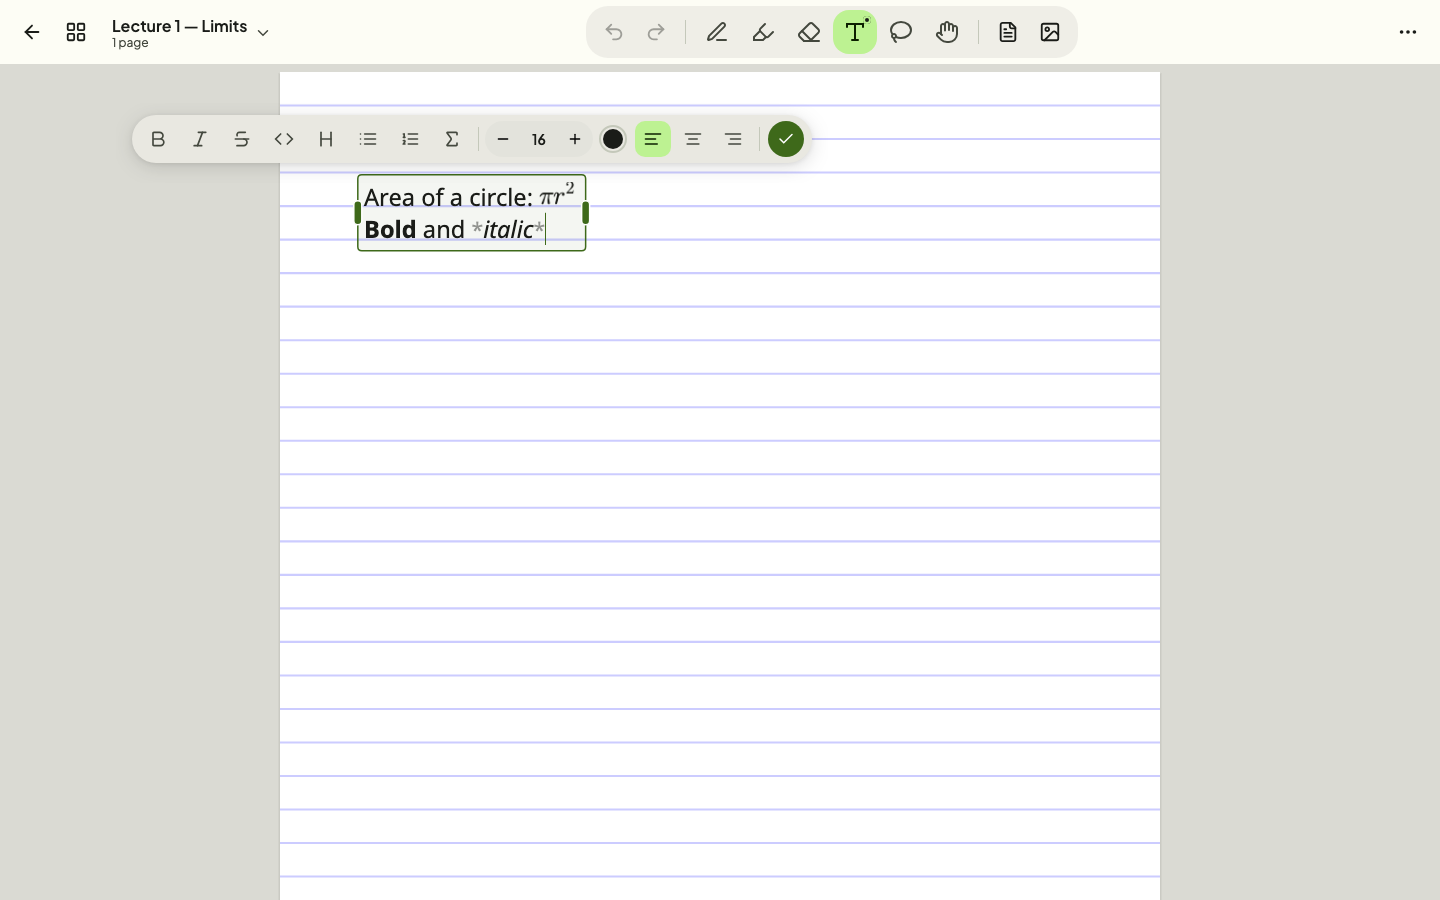 Lecture 1 — Limits
1 page
B I S <> H Σ − 16 +
Area of a circle: πr²
Bold and *italic*